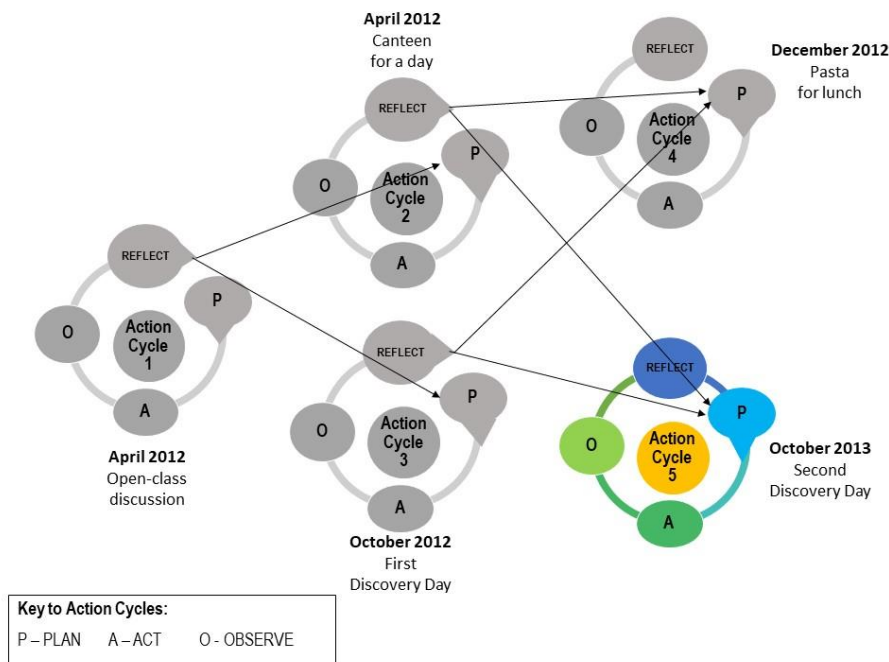 April 2012
Canteen
for a day
REFLECT
P
O
Action
Cycle
2
A
REFLECT
December 2012
Pasta
for lunch
P
O
Action
Cycle
4
A
REFLECT
P
O
Action
Cycle
1
A
April 2012
Open-class
discussion
REFLECT
P
O
Action
Cycle
3
A
October 2012
First
Discovery Day
REFLECT
P
O
Action
Cycle
5
A
October 2013
Second
Discovery Day
Key to Action Cycles:
P – PLAN A – ACT O - OBSERVE